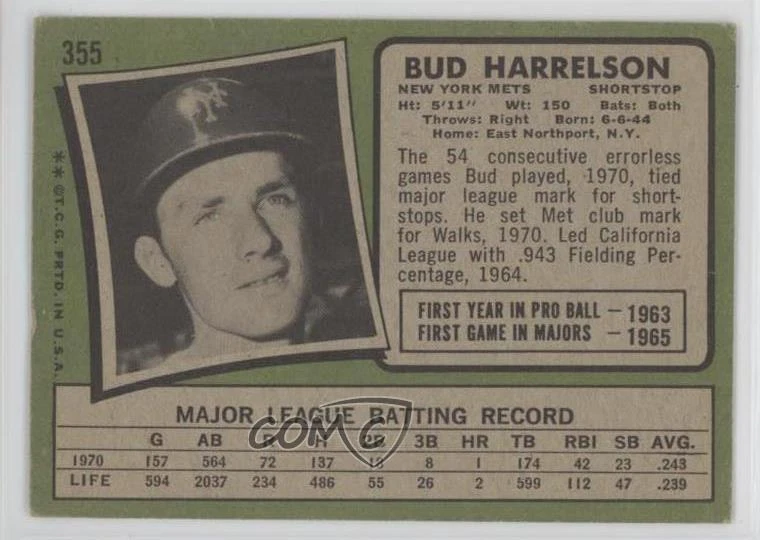 355
** ©T.C.G. PRTD. IN U.S.A.
NY
BUD HARRELSON
NEW YORK METS SHORTSTOP
Ht: 5'11" Wt: 150 Bats: Both
Throws: Right Born: 6-6-44
Home: East Northport, N.Y.
The 54 consecutive errorless
games Bud played, 1970, tied
major league mark for short-
stops. He set Met club mark
for Walks, 1970. Led California
League with .943 Fielding Per-
centage, 1964.
FIRST YEAR IN PRO BALL – 1963
FIRST GAME IN MAJORS – 1965
MAJOR LEAGUE BATTING RECORD
G AB R H 2B 3B HR TB RBI SB AVG.
1970 157 564 72 137 18 8 1 174 42 23 .243
LIFE 594 2037 234 486 55 26 2 599 112 47 .239
COMC